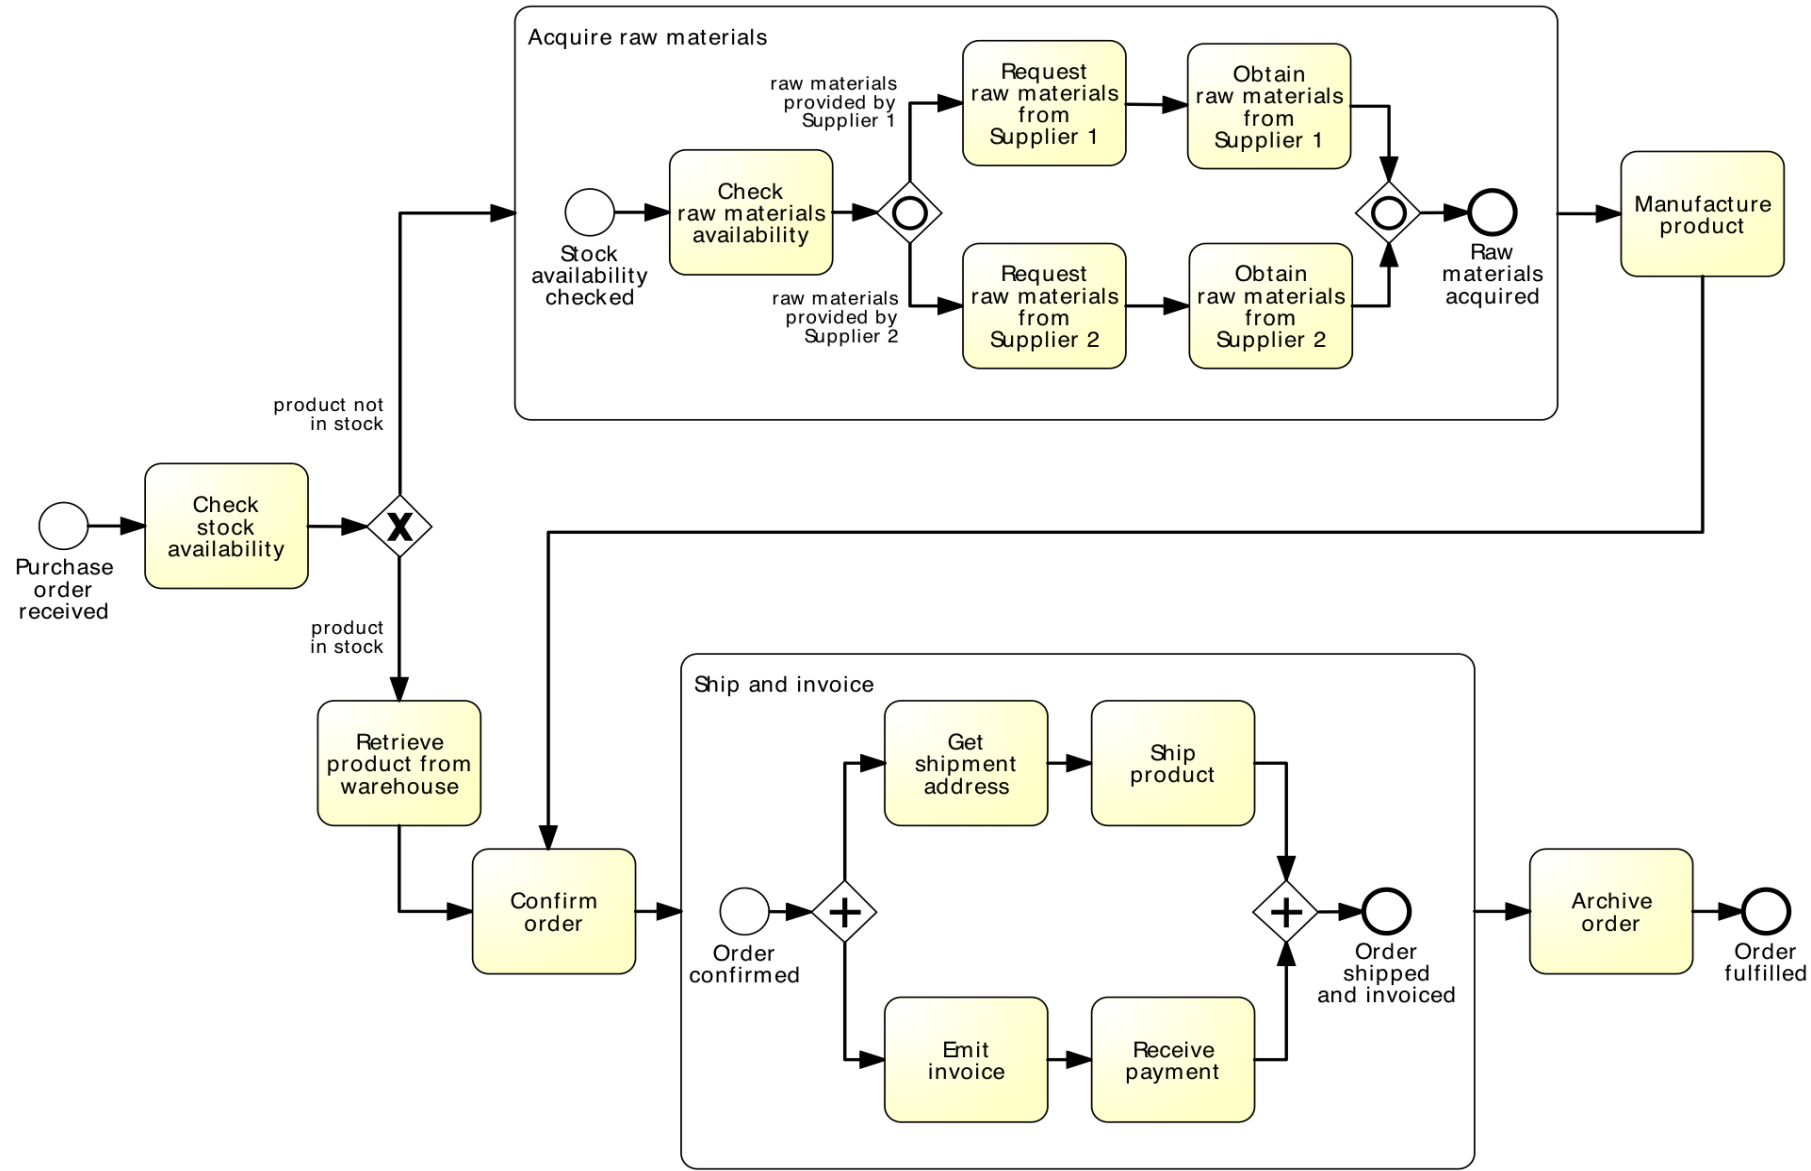 Acquire raw materials
raw materials
provided by
Supplier 1
Request
raw materials
from
Supplier 1
Obtain
raw materials
from
Supplier 1
Stock
availability
checked
Check
raw materials
availability
raw materials
provided by
Supplier 2
Request
raw materials
from
Supplier 2
Obtain
raw materials
from
Supplier 2
Raw
materials
acquired
Manufacture
product
product not
in stock
Purchase
order
received
Check
stock
availability
X
product
in stock
Retrieve
product from
warehouse
Confirm
order
Ship and invoice
Order
confirmed
Get
shipment
address
Ship
product
Emit
invoice
Receive
payment
Order
shipped
and invoiced
Archive
order
Order
fulfilled